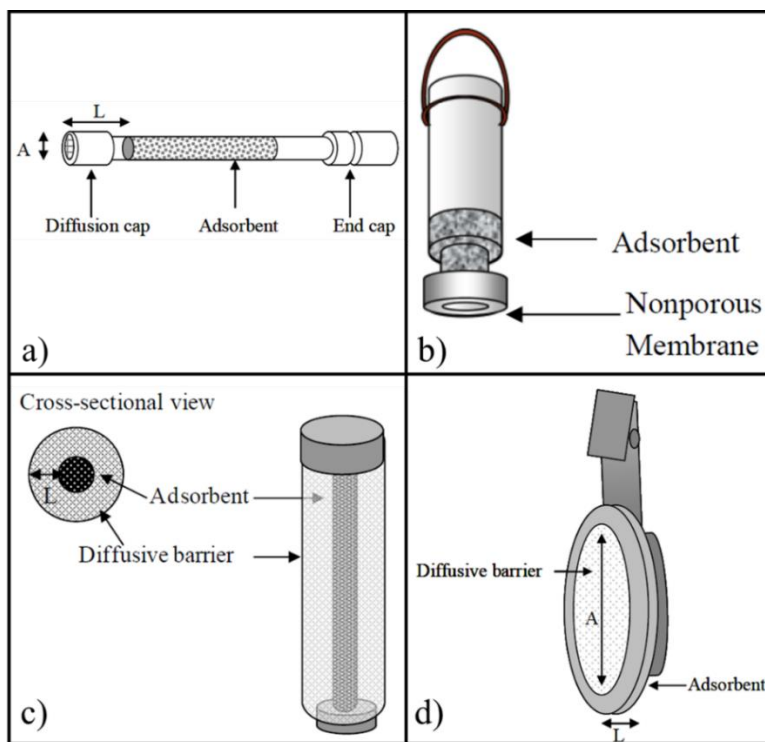 L
A
Diffusion cap
Adsorbent
End cap
a)
Adsorbent
Nonporous
Membrane
b)
Cross-sectional view
L
Adsorbent
Diffusive barrier
c)
Diffusive barrier
A
Adsorbent
L
d)